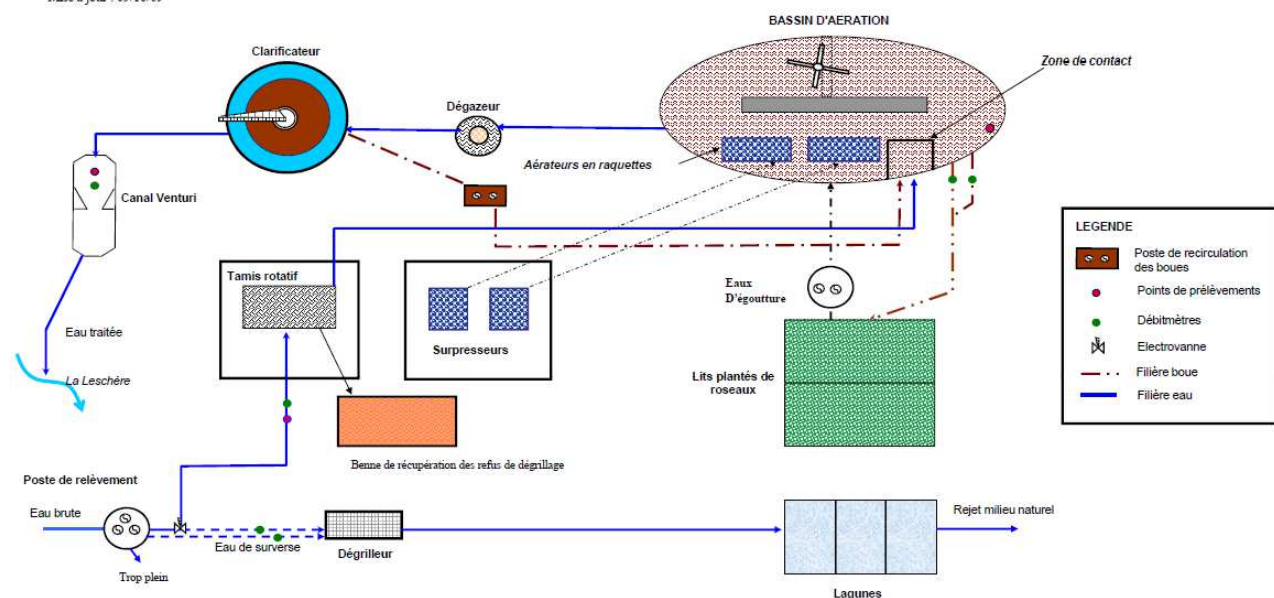 BASSIN D'AERATION
Clarificateur
Zone de contact
Dégazeur
Aérateurs en raquettes
Canal Venturi
LEGENDE
Poste de recirculation
des boues
Points de prélèvements
Débitmètres
Electrovanne
Filière boue
Filière eau
Tamis rotatif
Surpresseurs
Eaux
D'égoutture
Lits plantés de
roseaux
Eau traitée
La Leschère
Benne de récupération des refus de dégrillage
Poste de relèvement
Eau brute
Eau de surverse
Trop plein
Dégrilleur
Rejet milieu naturel
Lagunes